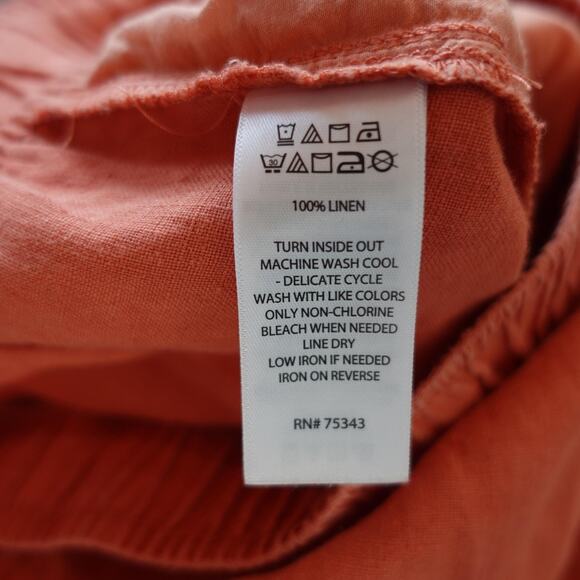 30
100% LINEN
TURN INSIDE OUT
MACHINE WASH COOL
- DELICATE CYCLE
WASH WITH LIKE COLORS
ONLY NON-CHLORINE
BLEACH WHEN NEEDED
LINE DRY
LOW IRON IF NEEDED
IRON ON REVERSE
RN# 75343